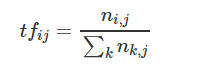 tf_{ij} = \frac{n_{i,j}}{\sum_k n_{k,j}}